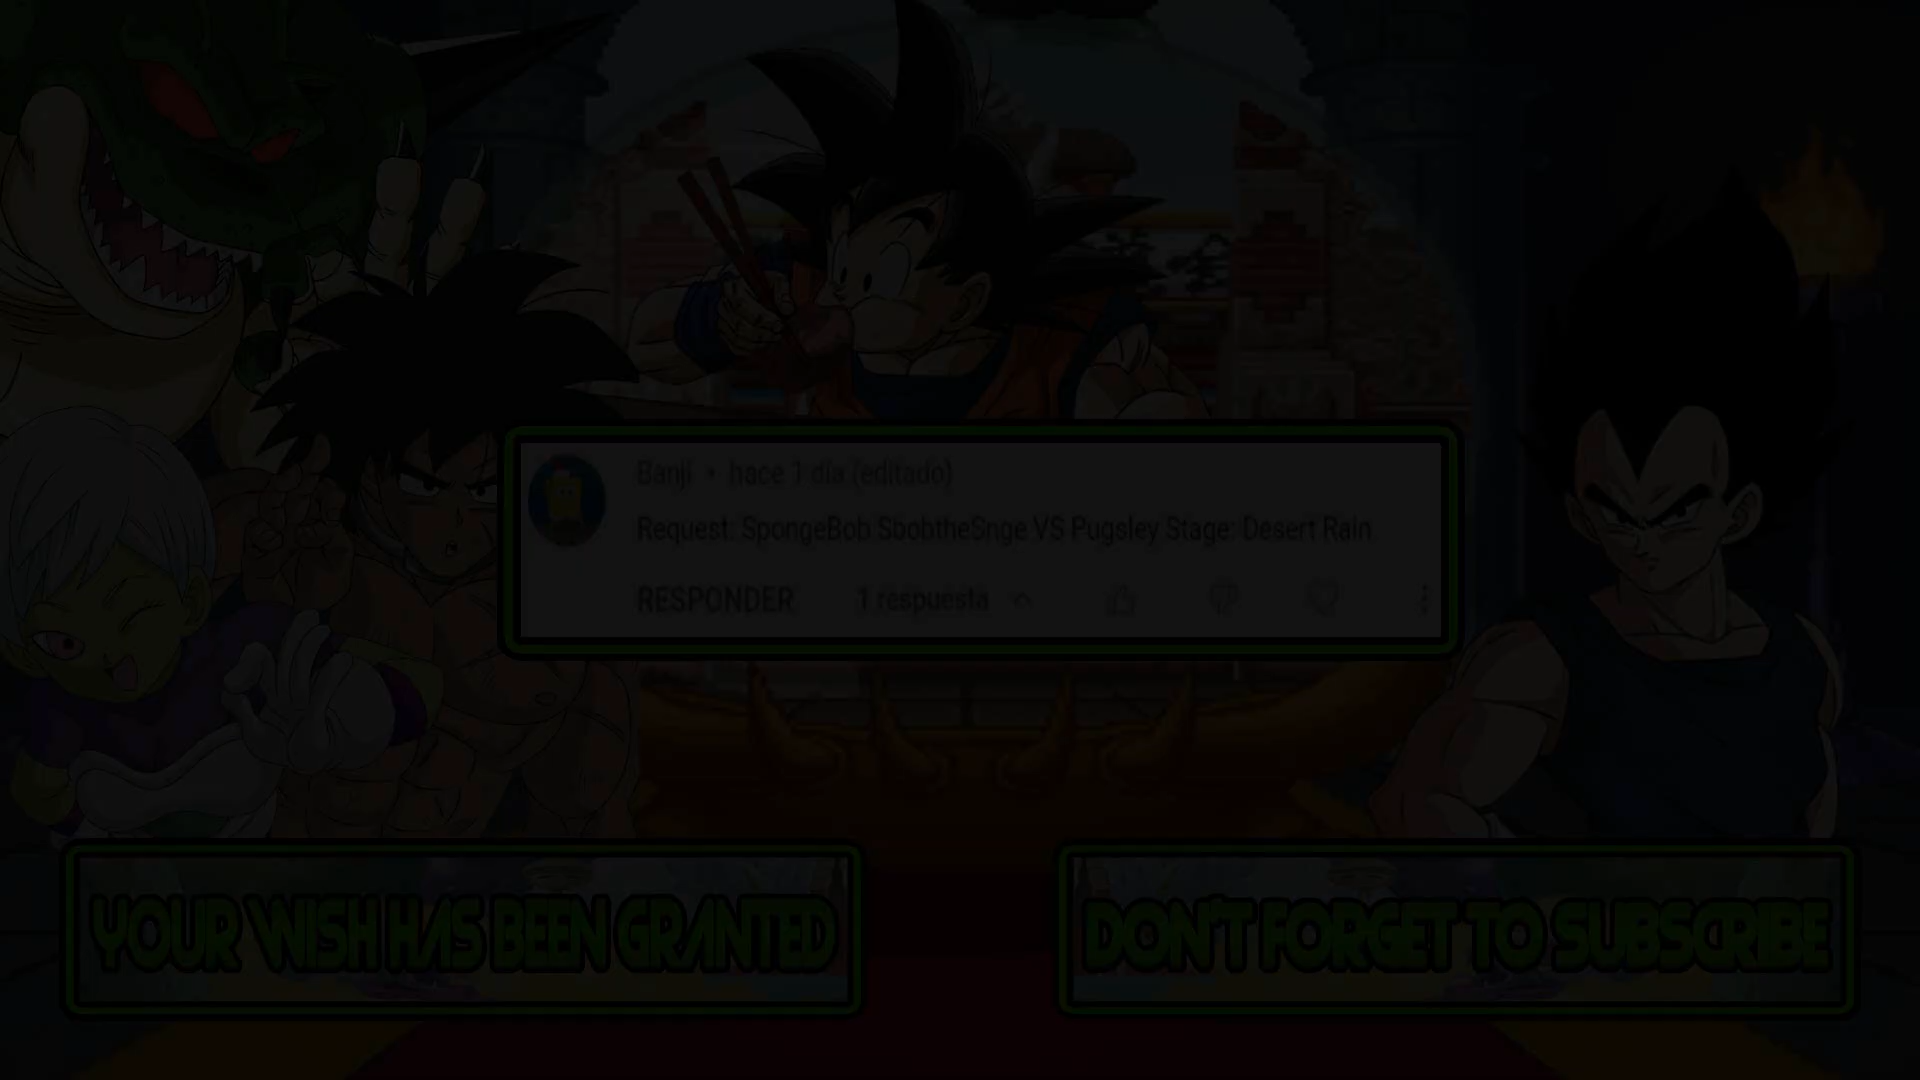 Banji • hace 1 día (editado)
Request: SpongeBob SbobtheSnge VS Pugsley Stage: Desert Rain
RESPONDER 1 respuesta
YOUR WISH HAS BEEN GRANTED
DON'T FORGET TO SUBSCRIBE